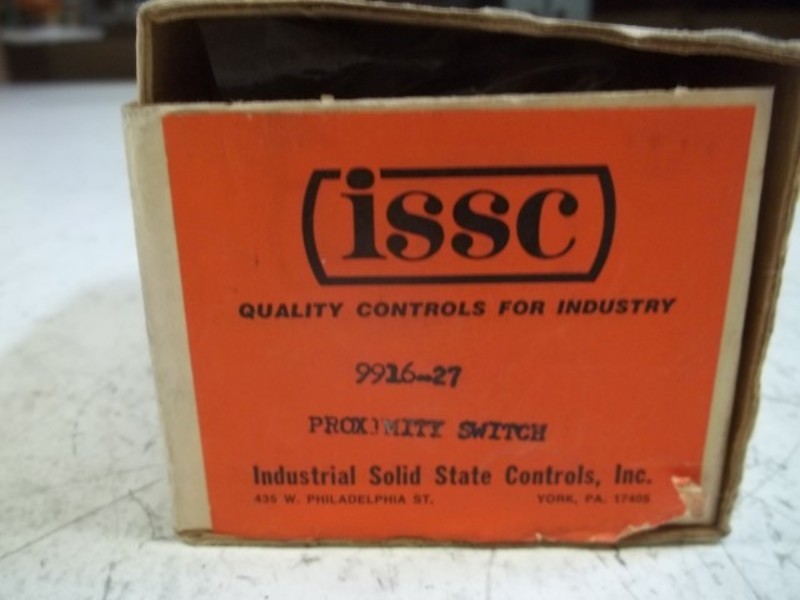 issc
QUALITY CONTROLS FOR INDUSTRY
9916-27
PROXIMITY SWITCH
Industrial Solid State Controls, Inc.
435 W. PHILADELPHIA ST. YORK, PA. 17405